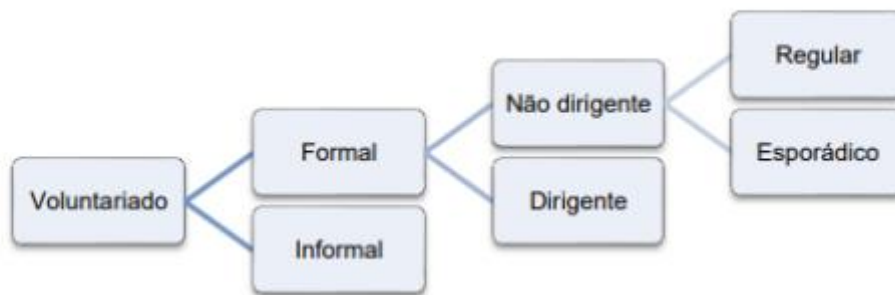 Voluntariado
Formal
Informal
Não dirigente
Dirigente
Regular
Esporádico